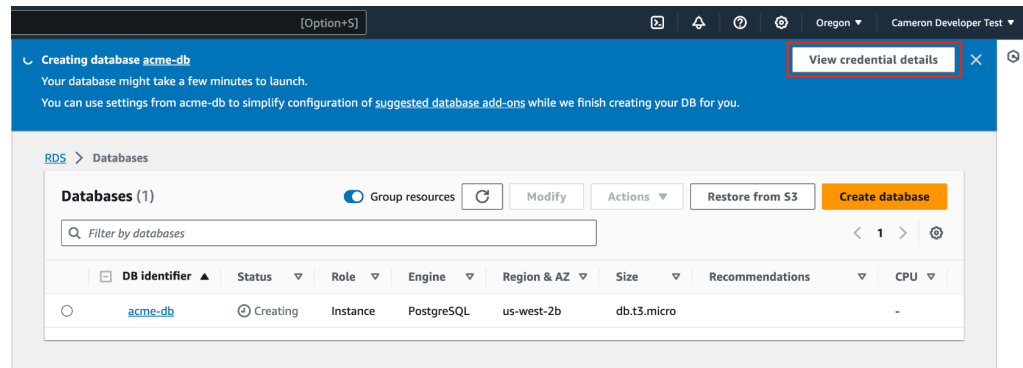 [Option+S]
Oregon ▼
Cameron Developer Test ▼
Creating database acme-db
View credential details
Your database might take a few minutes to launch.
You can use settings from acme-db to simplify configuration of suggested database add-ons while we finish creating your DB for you.
RDS > Databases
Databases (1)
Group resources
Modify
Actions ▼
Restore from S3
Create database
Filter by databases
< 1 >
DB identifier ▲ Status Role Engine Region & AZ Size Recommendations CPU
acme-db Creating Instance PostgreSQL us-west-2b db.t3.micro -